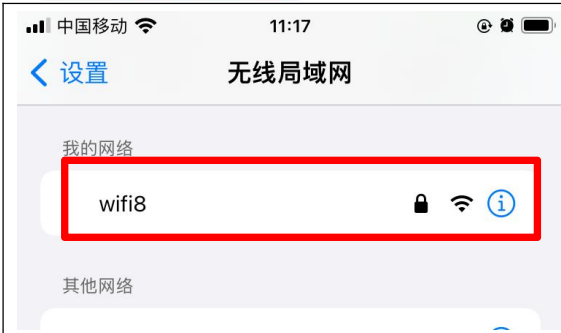 中国移动 11:17
设置 无线局域网
我的网络
wifi8
其他网络